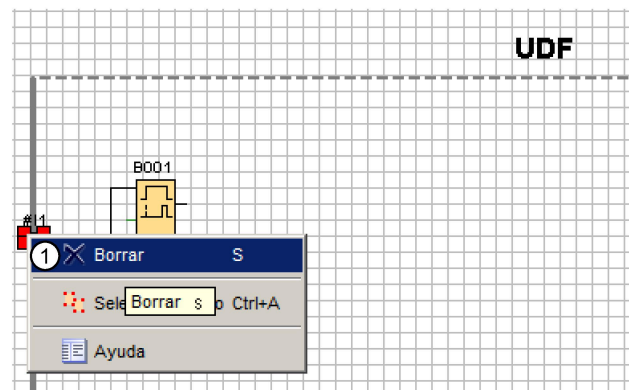 UDF
B001
#I1
1 Borrar S
Sele Borrar s o Ctrl+A
Ayuda